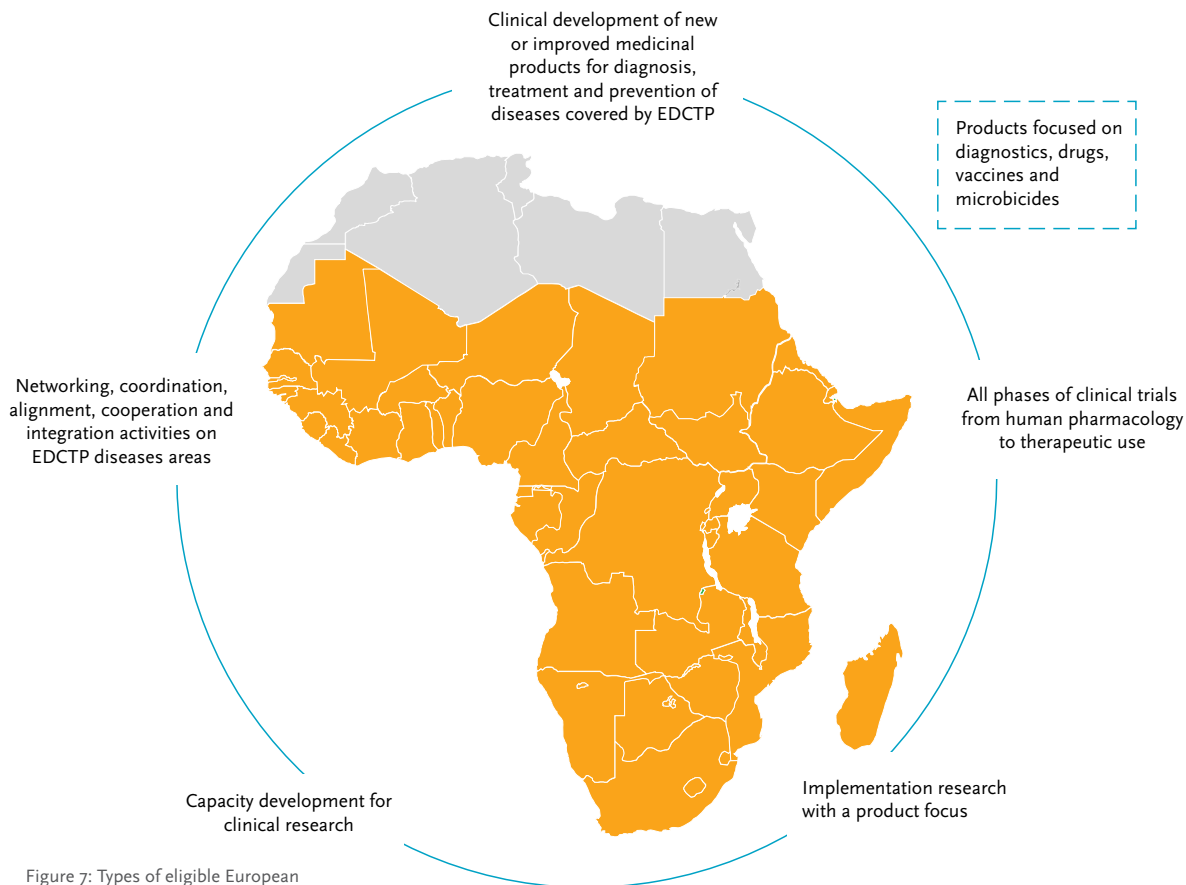 Clinical development of new
or improved medicinal
products for diagnosis,
treatment and prevention of
diseases covered by EDCTP
Products focused on
diagnostics, drugs,
vaccines and
microbicides
Networking, coordination,
alignment, cooperation and
integration activities on
EDCTP diseases areas
All phases of clinical trials
from human pharmacology
to therapeutic use
Capacity development for
clinical research
Implementation research
with a product focus
Figure 7: Types of eligible European